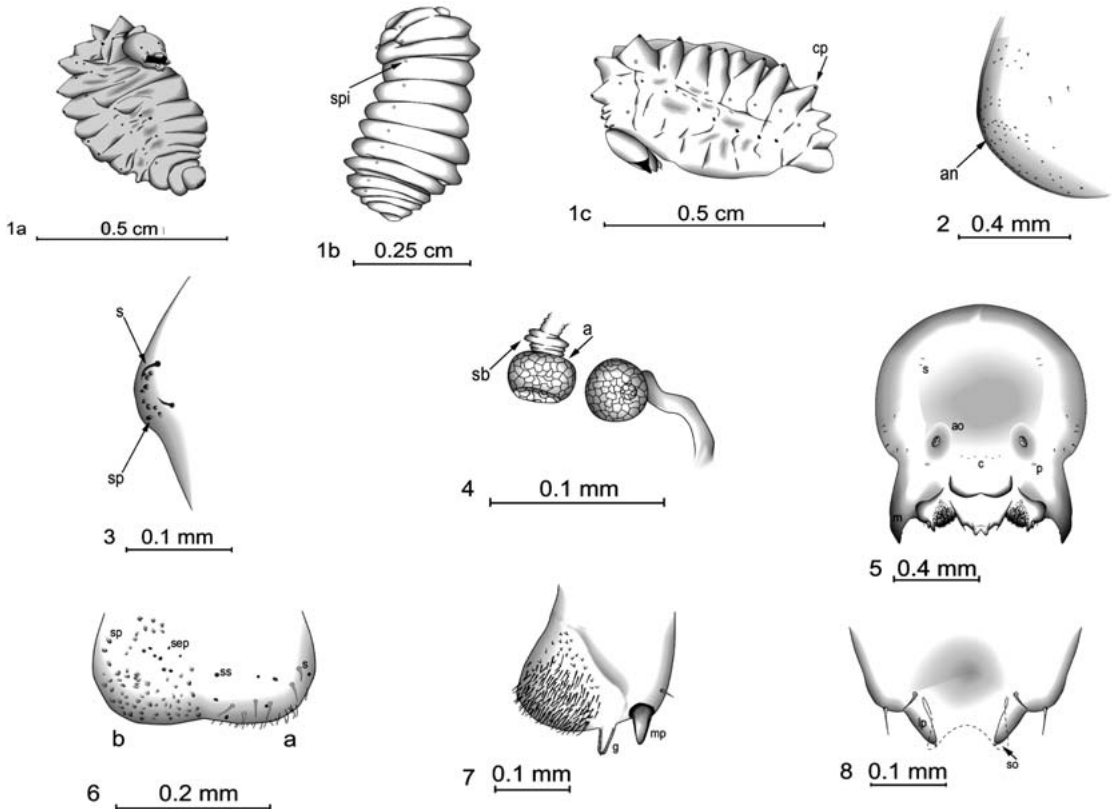 spi
cp
an
1a 0.5 cm
1b 0.25 cm
1c 0.5 cm
2 0.4 mm
s
sp
3 0.1 mm
sb
a
4 0.1 mm
s
ao
c
p
m
5 0.4 mm
sp
sep
ss
s
b
a
6 0.2 mm
g
mp
7 0.1 mm
lp
so
8 0.1 mm